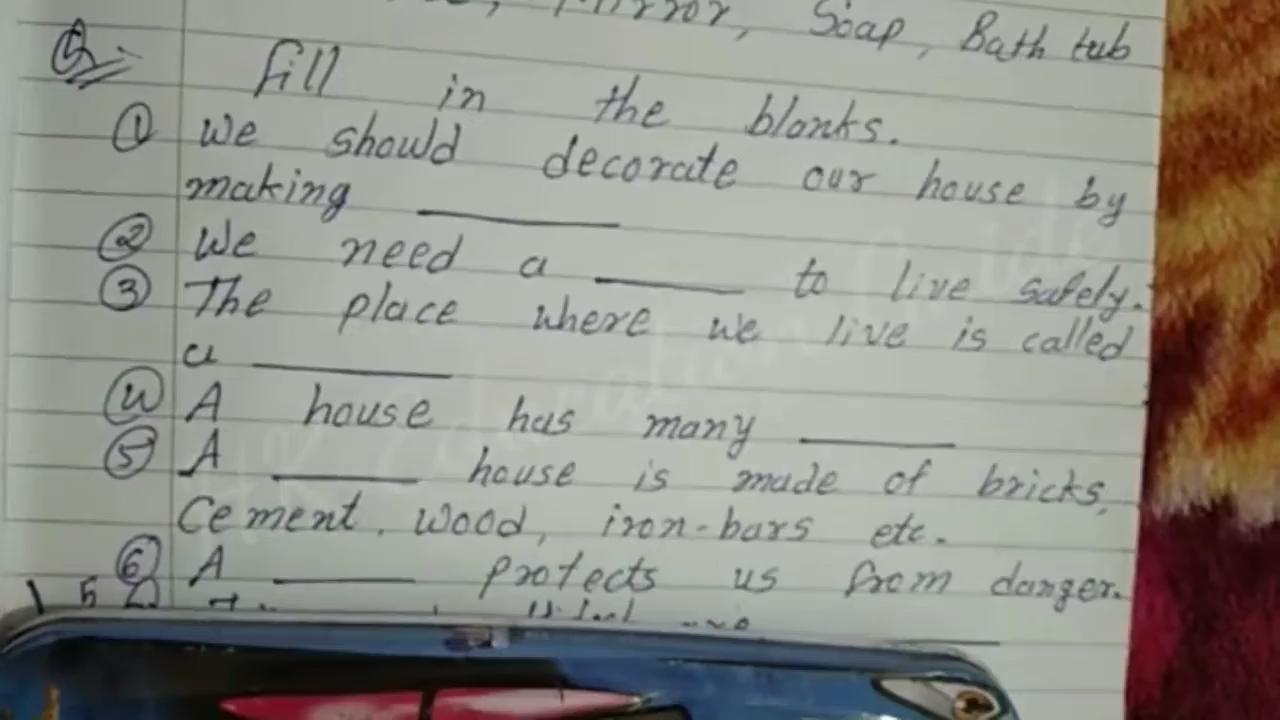 Mirror, Soap, Bath tub
Q:- fill in the blanks.
① We should decorate our house by
making ______
② We need a ______ to live safely.
③ The place where we live is called
a ______
④ A house has many ______
⑤ A ______ house is made of bricks,
Cement, wood, iron-bars etc.
⑥ A ______ protects us from danger.